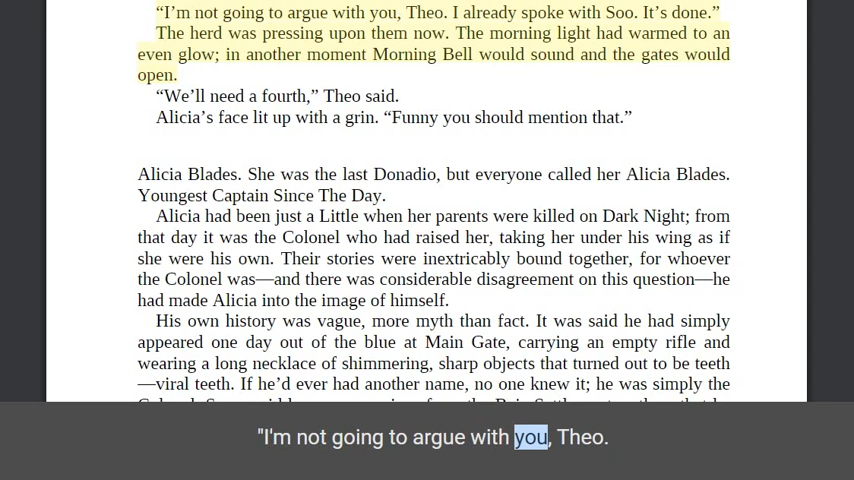 “I’m not going to argue with you, Theo. I already spoke with Soo. It’s done.”
The herd was pressing upon them now. The morning light had warmed to an
even glow; in another moment Morning Bell would sound and the gates would
open.
“We’ll need a fourth,” Theo said.
Alicia’s face lit up with a grin. “Funny you should mention that.”
Alicia Blades. She was the last Donadio, but everyone called her Alicia Blades.
Youngest Captain Since The Day.
Alicia had been just a Little when her parents were killed on Dark Night; from
that day it was the Colonel who had raised her, taking her under his wing as if
she were his own. Their stories were inextricably bound together, for whoever
the Colonel was—and there was considerable disagreement on this question—he
had made Alicia into the image of himself.
His own history was vague, more myth than fact. It was said he had simply
appeared one day out of the blue at Main Gate, carrying an empty rifle and
wearing a long necklace of shimmering, sharp objects that turned out to be teeth
—viral teeth. If he’d ever had another name, no one knew it; he was simply the
"I'm not going to argue with you, Theo.